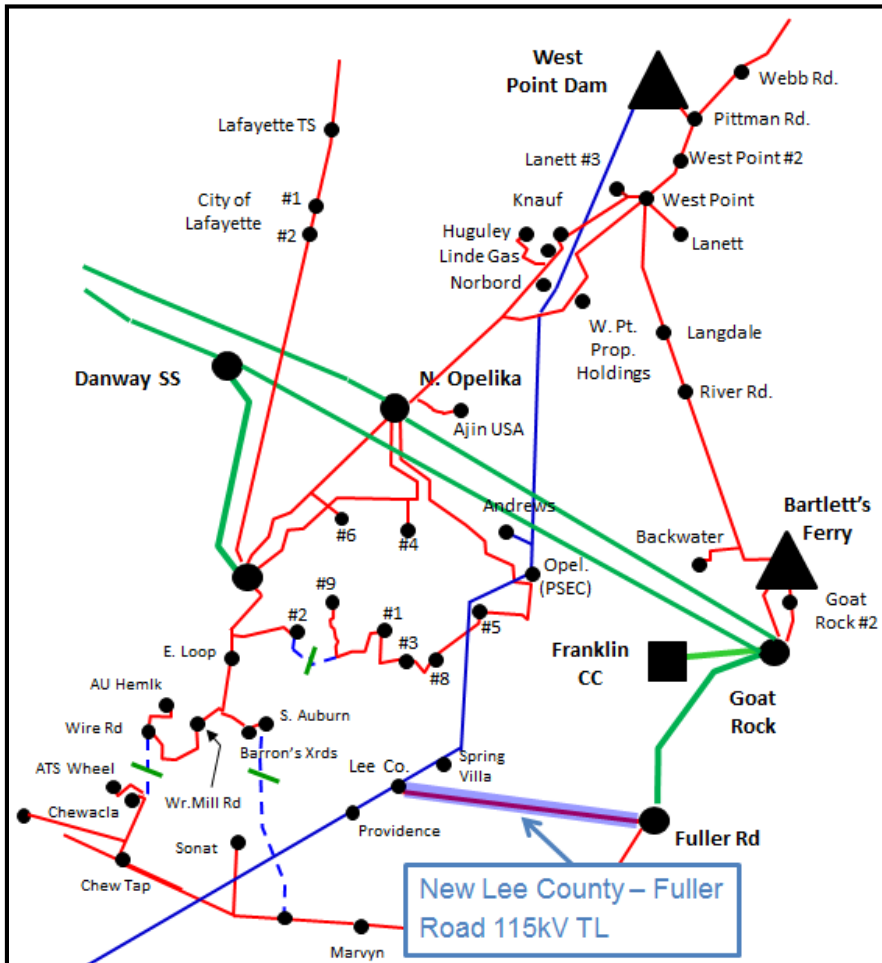 West
Point Dam
Webb Rd.
Pittman Rd.
Lafayette TS
Lanett #3
West Point #2
City of
Lafayette
#1
#2
Knauf
West Point
Huguley
Linde Gas
Norbord
Lanett
W. Pt.
Prop.
Holdings
Langdale
Danway SS
N. Opelika
River Rd.
Ajin USA
Bartlett's
Ferry
Andrews
Backwater
#6
#4
Opel.
(PSEC)
#9
#2
#1
#5
Goat
Rock #2
#3
#8
E. Loop
Franklin
CC
Goat
Rock
AU Hemlk
S. Auburn
Wire Rd
Barron's Xrds
ATS Wheel
Lee Co.
Spring
Villa
Chewacla
Wr.Mill Rd
Providence
Fuller Rd
Sonat
Chew Tap
New Lee County – Fuller
Road 115kV TL
Marvyn